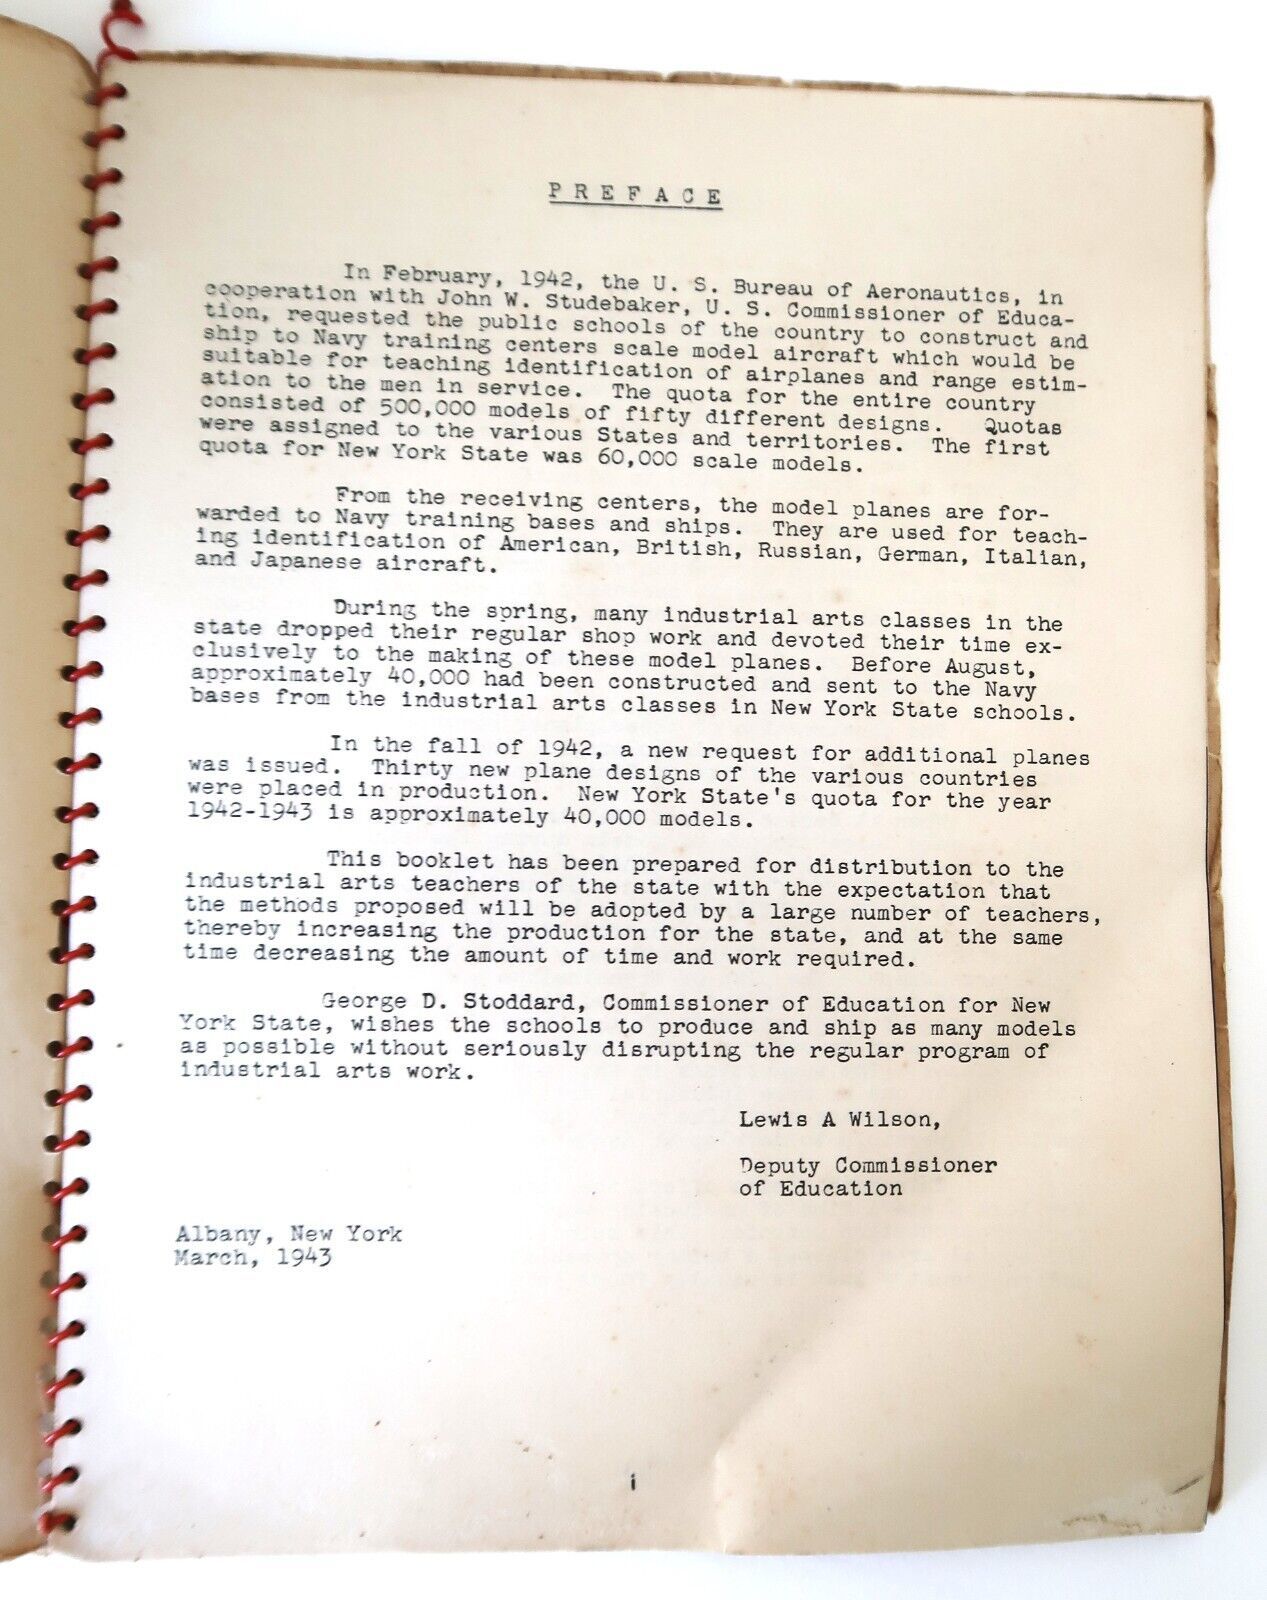 PREFACE
In February, 1942, the U. S. Bureau of Aeronautics, in
cooperation with John W. Studebaker, U. S. Commissioner of Educa-
tion, requested the public schools of the country to construct and
ship to Navy training centers scale model aircraft which would be
suitable for teaching identification of airplanes and range estim-
ation to the men in service. The quota for the entire country
consisted of 500,000 models of fifty different designs. Quotas
were assigned to the various States and territories. The first
quota for New York State was 60,000 scale models.
From the receiving centers, the model planes are for-
warded to Navy training bases and ships. They are used for teach-
ing identification of American, British, Russian, German, Italian,
and Japanese aircraft.
During the spring, many industrial arts classes in the
state dropped their regular shop work and devoted their time ex-
clusively to the making of these model planes. Before August,
approximately 40,000 had been constructed and sent to the Navy
bases from the industrial arts classes in New York State schools.
In the fall of 1942, a new request for additional planes
was issued. Thirty new plane designs of the various countries
were placed in production. New York State's quota for the year
1942-1943 is approximately 40,000 models.
This booklet has been prepared for distribution to the
industrial arts teachers of the state with the expectation that
the methods proposed will be adopted by a large number of teachers,
thereby increasing the production for the state, and at the same
time decreasing the amount of time and work required.
George D. Stoddard, Commissioner of Education for New
York State, wishes the schools to produce and ship as many models
as possible without seriously disrupting the regular program of
industrial arts work.
Lewis A Wilson,
Deputy Commissioner
of Education
Albany, New York
March, 1943
i